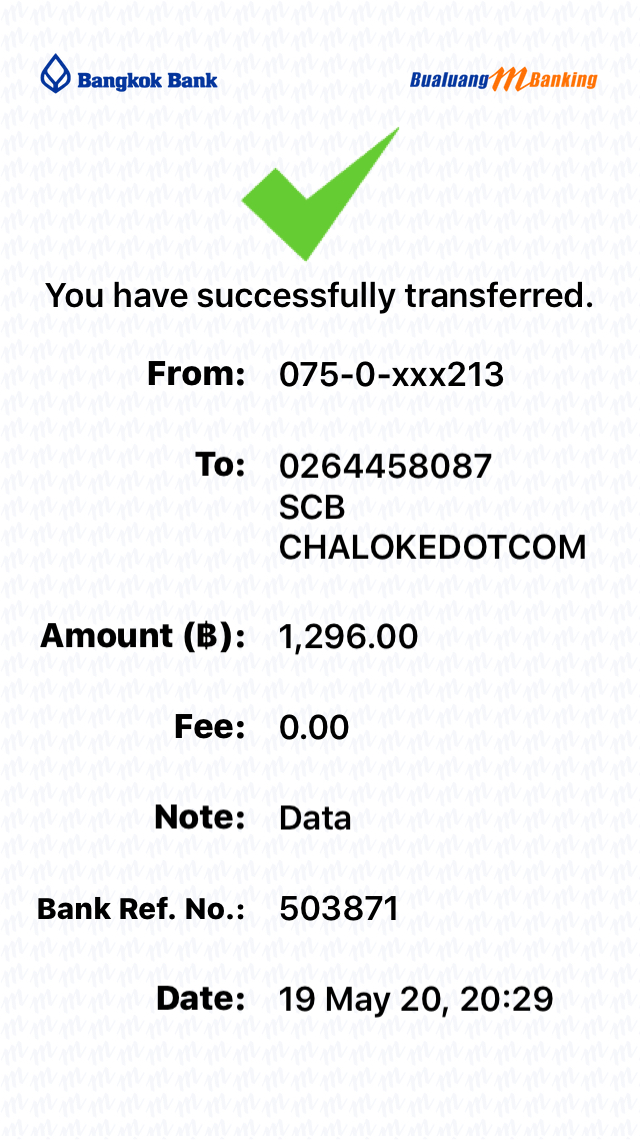 Bangkok Bank
Bualuang mBanking
You have successfully transferred.
From: 075-0-xxx213
To: 0264458087
SCB
CHALOKEDOTCOM
Amount (฿): 1,296.00
Fee: 0.00
Note: Data
Bank Ref. No.: 503871
Date: 19 May 20, 20:29